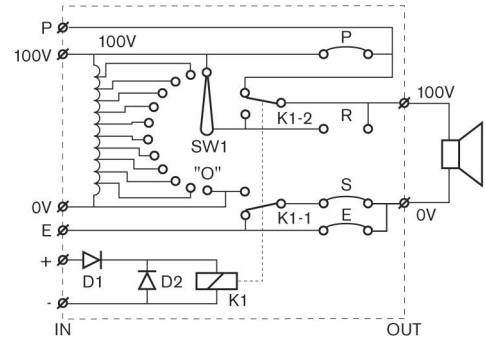 P
100V
100V
P
100V
K1-2
R
SW1
"O"
0V
S
K1-1
E
0V
E
+
D1
D2
K1
-
IN
OUT